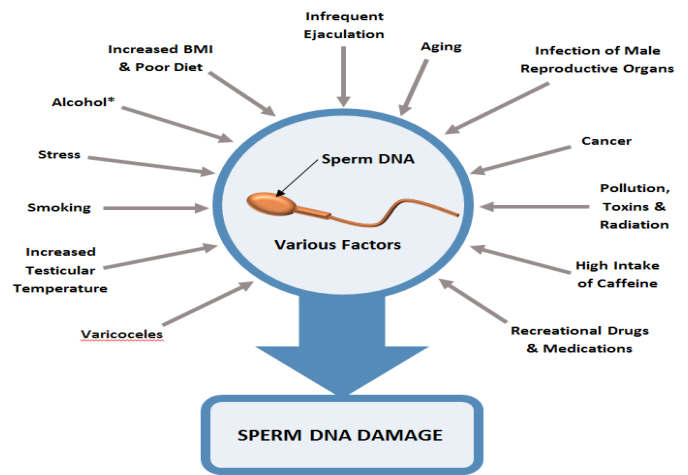 Infrequent
Ejaculation
Increased BMI
& Poor Diet
Aging
Infection of Male
Reproductive Organs
Alcohol*
Cancer
Stress
Sperm DNA
Pollution,
Toxins &
Radiation
Smoking
Various Factors
Increased
Testicular
Temperature
High Intake
of Caffeine
Varicoceles
Recreational Drugs
& Medications
SPERM DNA DAMAGE